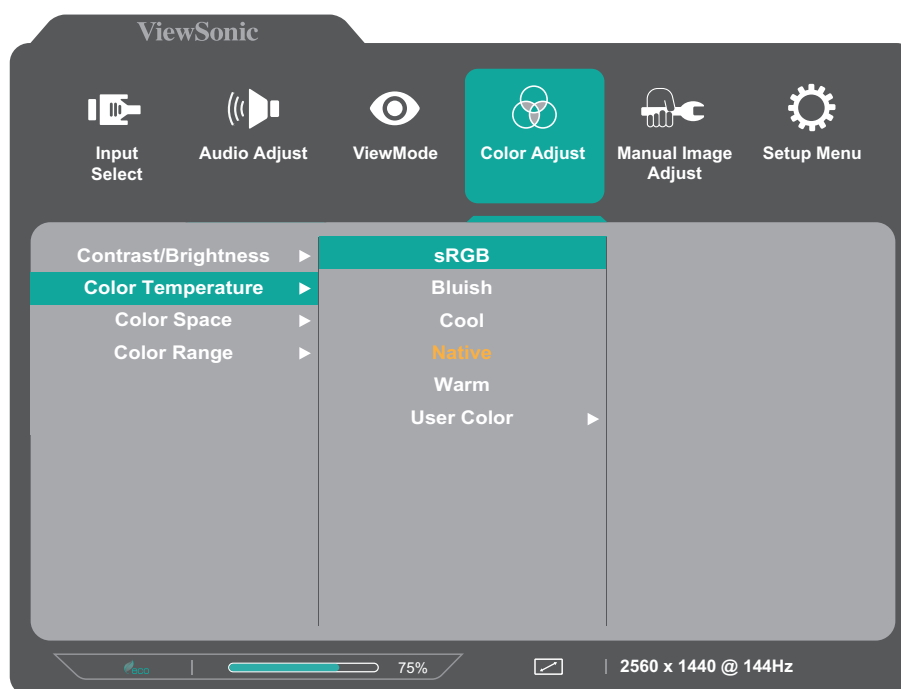 ViewSonic
Input
Select
Audio Adjust
ViewMode
Color Adjust
Manual Image
Adjust
Setup Menu
Contrast/Brightness
Color Temperature
Color Space
Color Range
sRGB
Bluish
Cool
Native
Warm
User Color
eco
75%
2560 x 1440 @ 144Hz